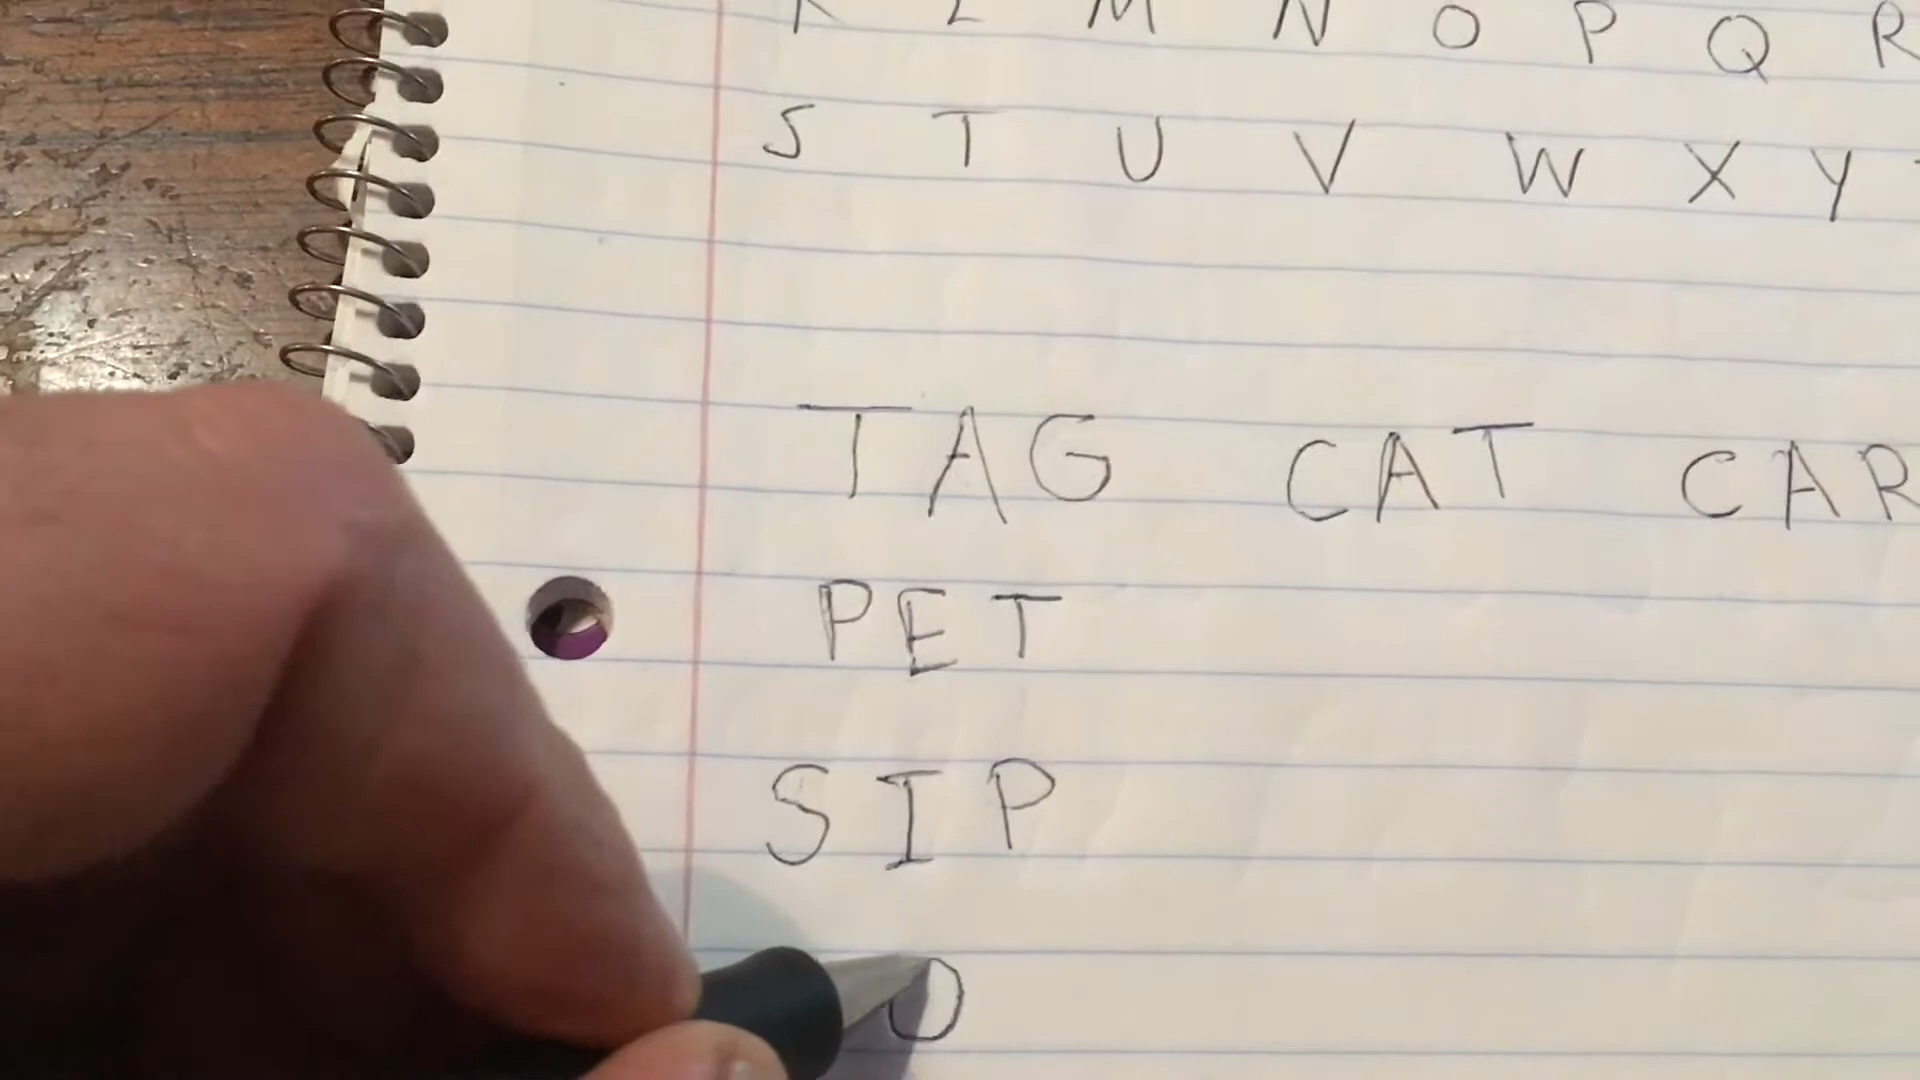 K L M N O P Q R
S T U V W X Y
TAG CAT CAR
PET
SIP
O